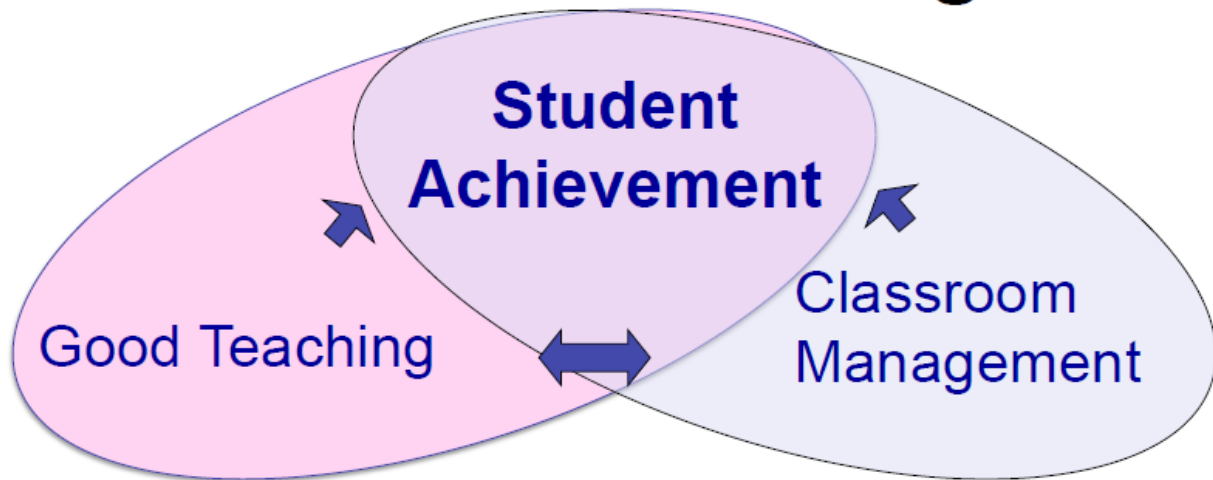 Student
Achievement
Good Teaching
Classroom
Management